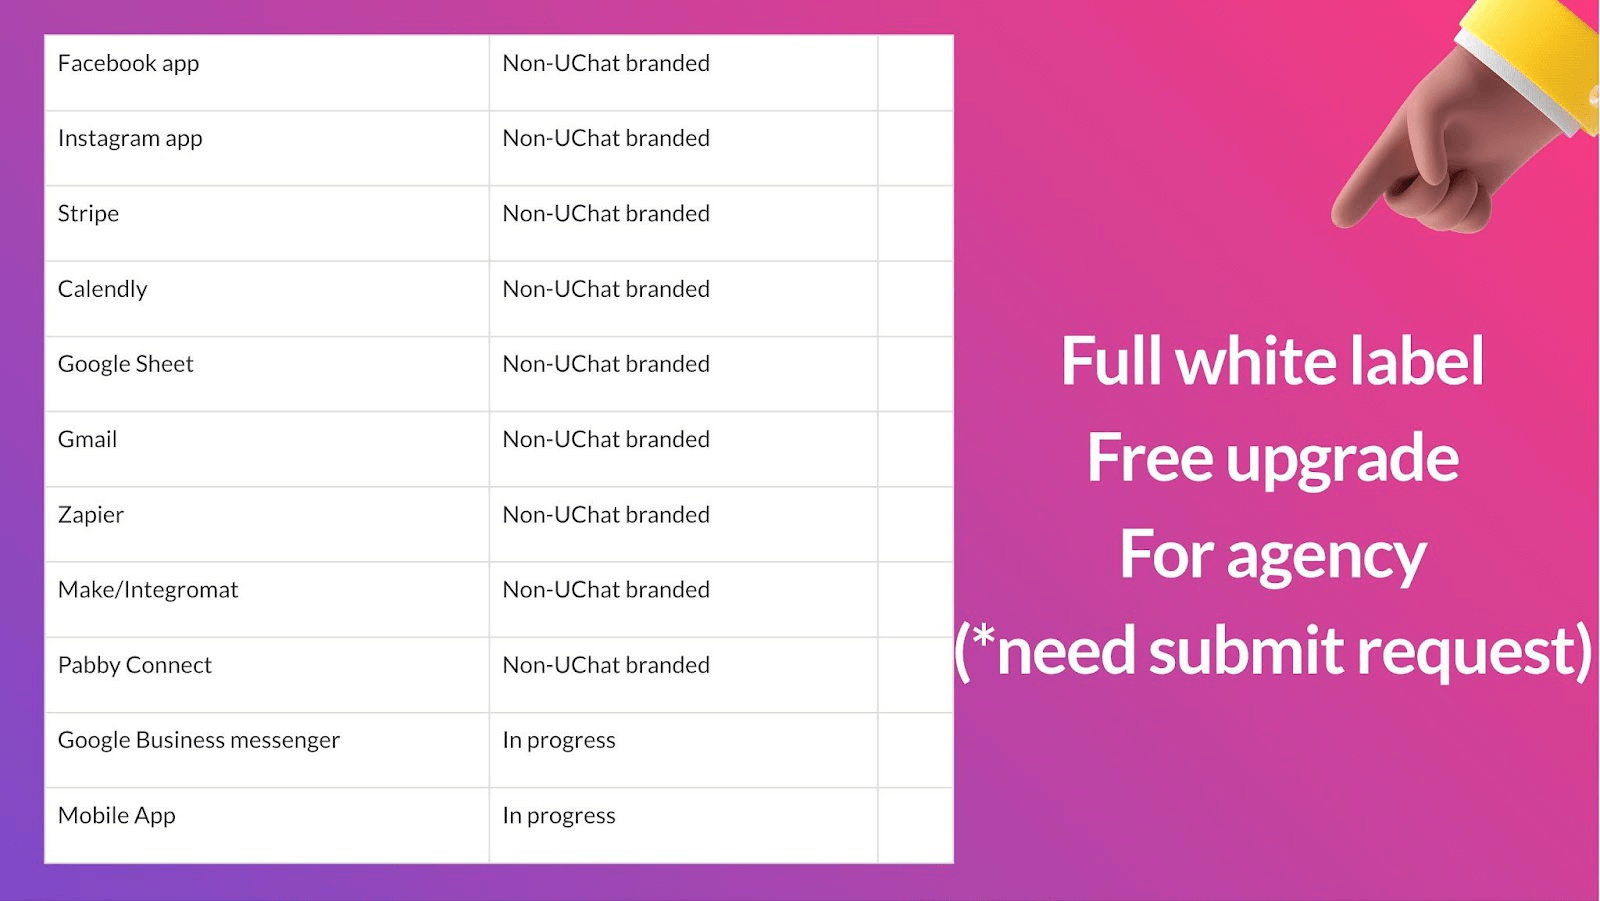 Facebook app Non-UChat branded
Instagram app Non-UChat branded
Stripe Non-UChat branded
Calendly Non-UChat branded
Google Sheet Non-UChat branded
Gmail Non-UChat branded
Zapier Non-UChat branded
Make/Integromat Non-UChat branded
Pabby Connect Non-UChat branded
Google Business messenger In progress
Mobile App In progress
Full white label
Free upgrade
For agency
(*need submit request)